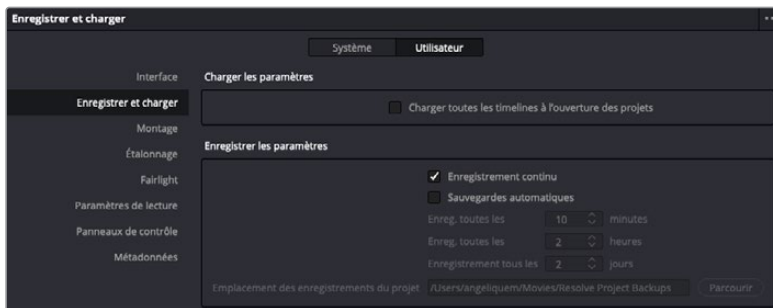 Enregistrer et charger
Système Utilisateur
Interface
Enregistrer et charger
Montage
Étalonnage
Fairlight
Paramètres de lecture
Panneaux de contrôle
Métadonnées
Charger les paramètres
Charger toutes les timelines à l'ouverture des projets
Enregistrer les paramètres
Enregistrement continu
Sauvegardes automatiques
Enreg. toutes les 10 minutes
Enreg. toutes les 2 heures
Enregistrement tous les 2 jours
Emplacement des enregistrements du projet /Users/angéliquem/Movies/Resolve Project Backups Parcourir